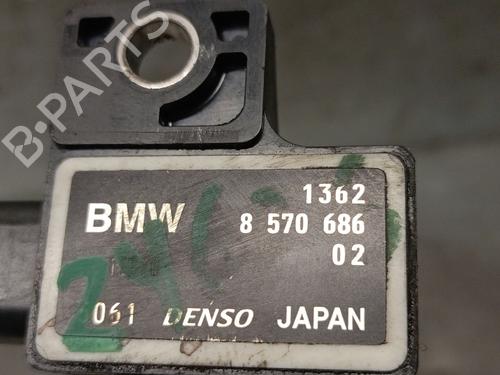 B-PARTS
1362
BMW 8 570 686
02
061 DENSO JAPAN